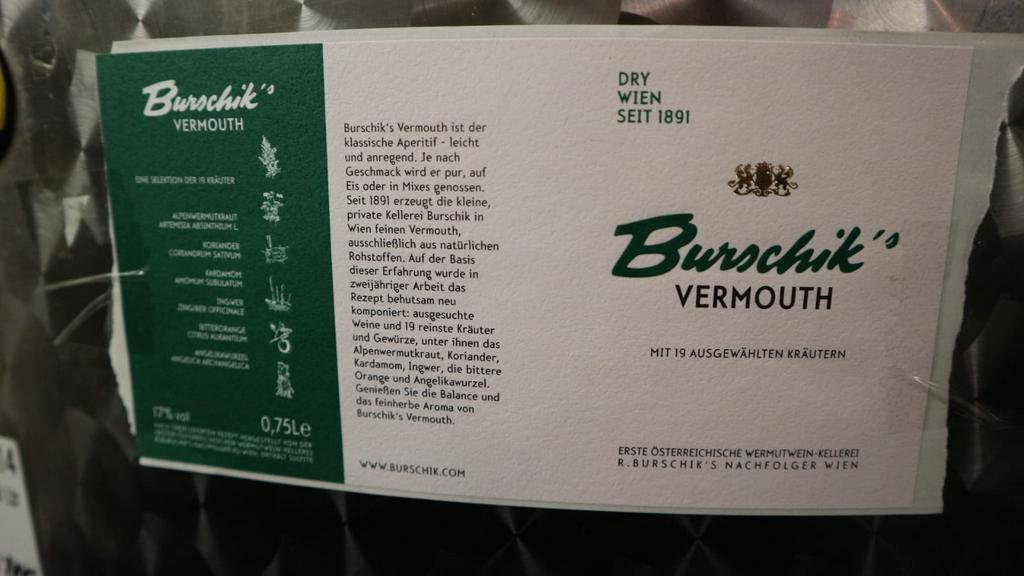 Burschik's
VERMOUTH
EINE SELEKTION DER 19 KRÄUTER
ALPENWERMUTKRAUT
ARTEMISIA ABSINTHIUM L.
KORIANDER
CORIANDRUM SATIVUM
KARDAMOM
AMOMUM SUBULATUM
INGWER
ZINGIBER OFFICINALE
BITTERORANGE
CITRUS AURANTIUM
ANGELIKAWURZEL
ANGELICA ARCHANGELICA
17% vol
0,75Le
Burschik's Vermouth ist der
klassische Aperitif - leicht
und anregend. Je nach
Geschmack wird er pur, auf
Eis oder in Mixes genossen.
Seit 1891 erzeugt die kleine,
private Kellerei Burschik in
Wien feinen Vermouth,
ausschließlich aus natürlichen
Rohstoffen. Auf der Basis
dieser Erfahrung wurde in
zweijähriger Arbeit das
Rezept behutsam neu
komponiert: ausgesuchte
Weine und 19 reinste Kräuter
und Gewürze, unter ihnen das
Alpenwermutkraut, Koriander,
Kardamom, Ingwer, die bittere
Orange und Angelikawurzel.
Genießen Sie die Balance und
das feinherbe Aroma von
Burschik's Vermouth.
WWW.BURSCHIK.COM
DRY
WIEN
SEIT 1891
Burschik's
VERMOUTH
MIT 19 AUSGEWÄHLTEN KRÄUTERN
ERSTE ÖSTERREICHISCHE WERMUTWEIN-KELLEREI
R.BURSCHIK'S NACHFOLGER WIEN